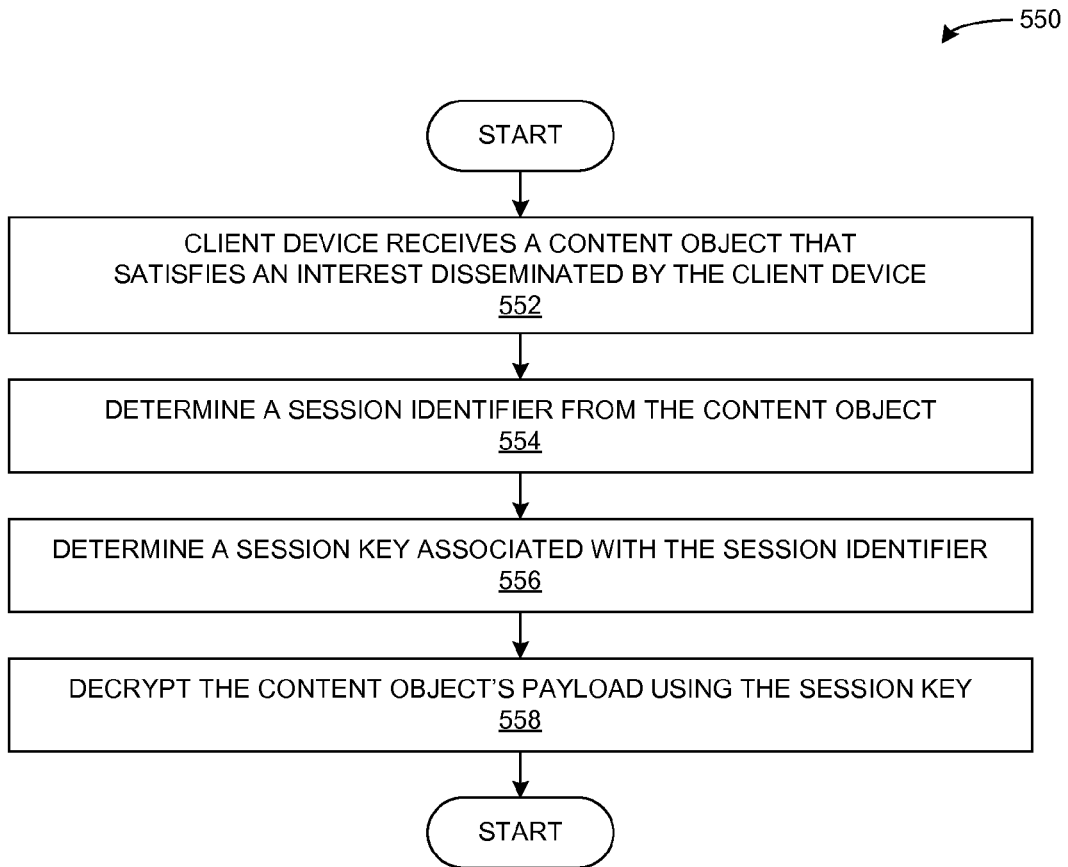 550
START
CLIENT DEVICE RECEIVES A CONTENT OBJECT THAT
SATISFIES AN INTEREST DISSEMINATED BY THE CLIENT DEVICE
552
DETERMINE A SESSION IDENTIFIER FROM THE CONTENT OBJECT
554
DETERMINE A SESSION KEY ASSOCIATED WITH THE SESSION IDENTIFIER
556
DECRYPT THE CONTENT OBJECT'S PAYLOAD USING THE SESSION KEY
558
START